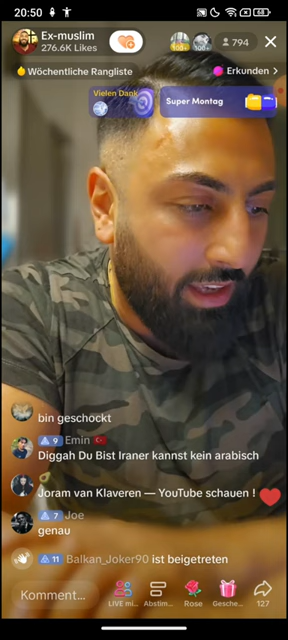 20:50
68
Ex-muslim
276.6K Likes
794
Wöchentliche Rangliste
Erkunden >
Vielen Dank
Super Montag
bin geschockt
9 Emin 🇹🇷
Diggah Du Bist Iraner kannst kein arabisch
Joram van Klaveren — YouTube schauen !
7 Joe
genau
11 Balkan_Joker90 ist beigetreten
Komment...
LIVE mi...
Abstim...
Rose
Gesche...
127